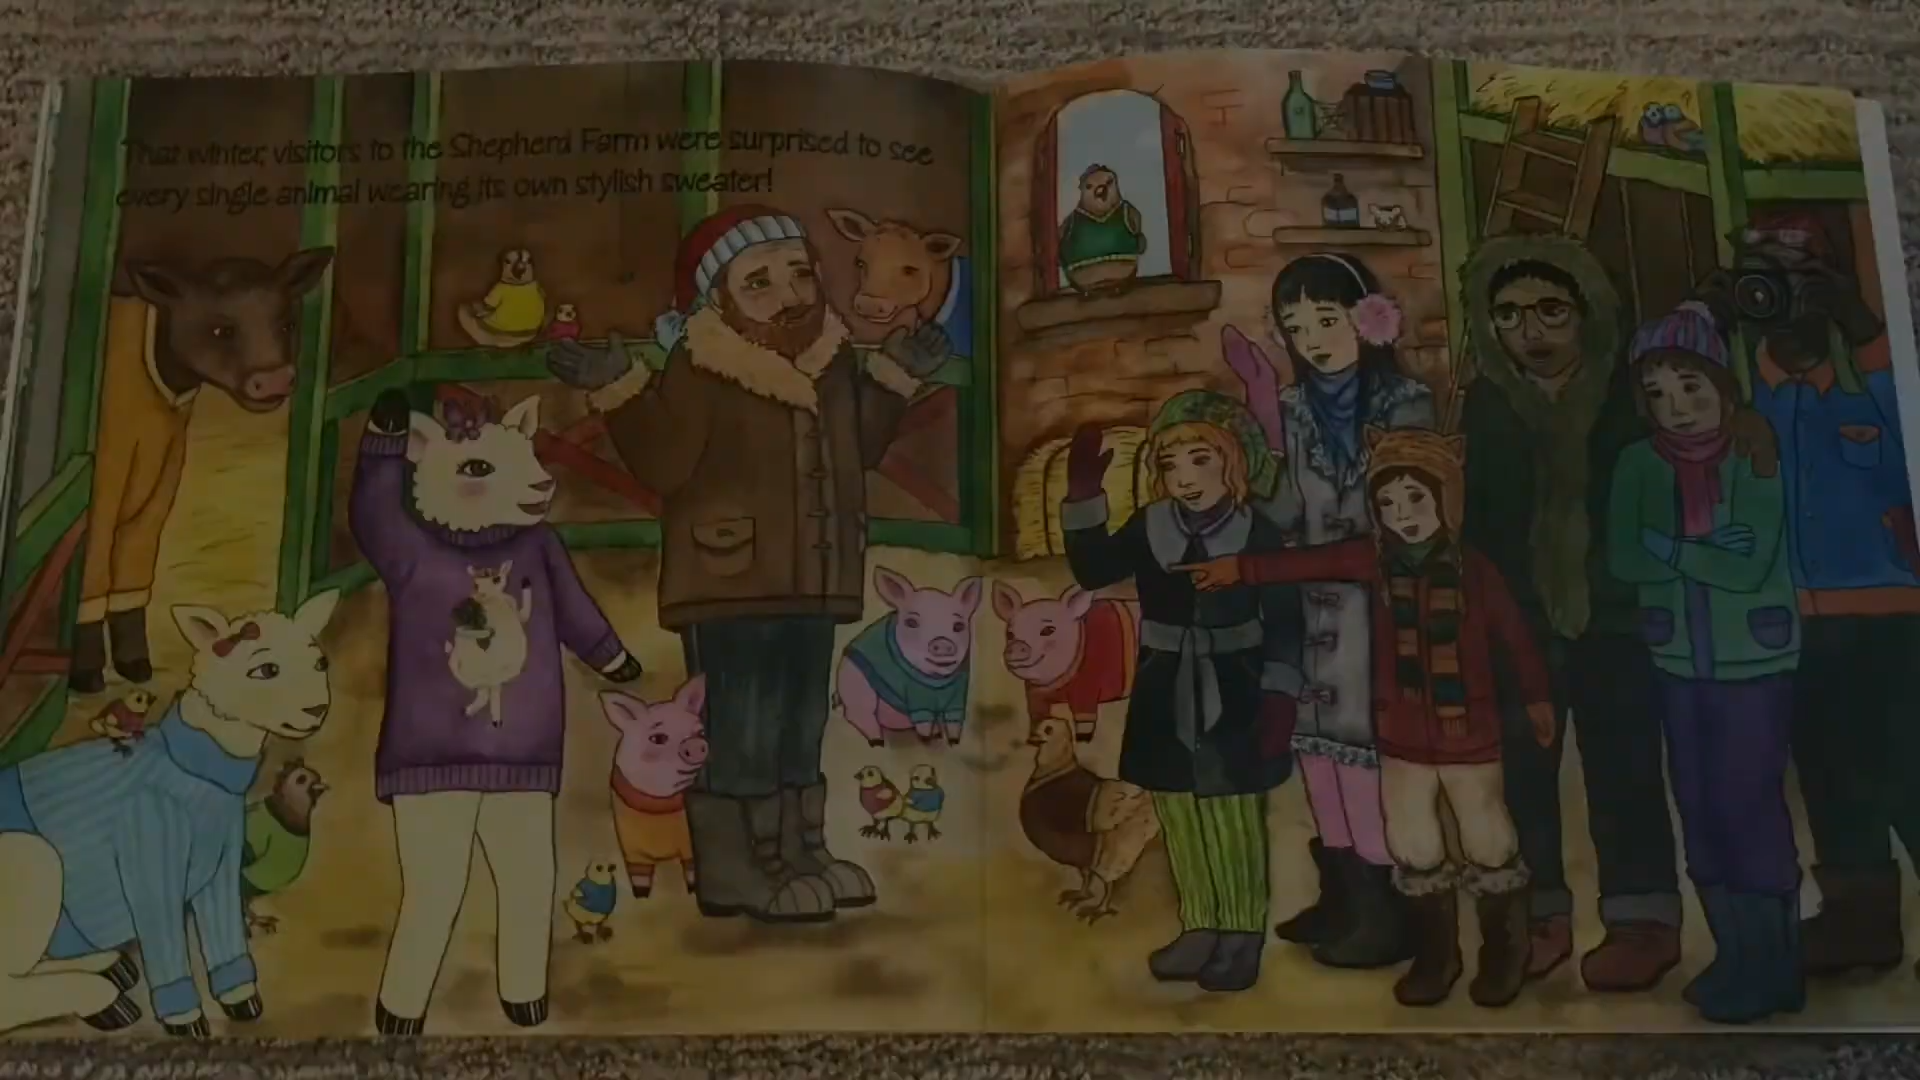 That winter, visitors to the Shepherd Farm were surprised to see
every single animal wearing its own stylish sweater!